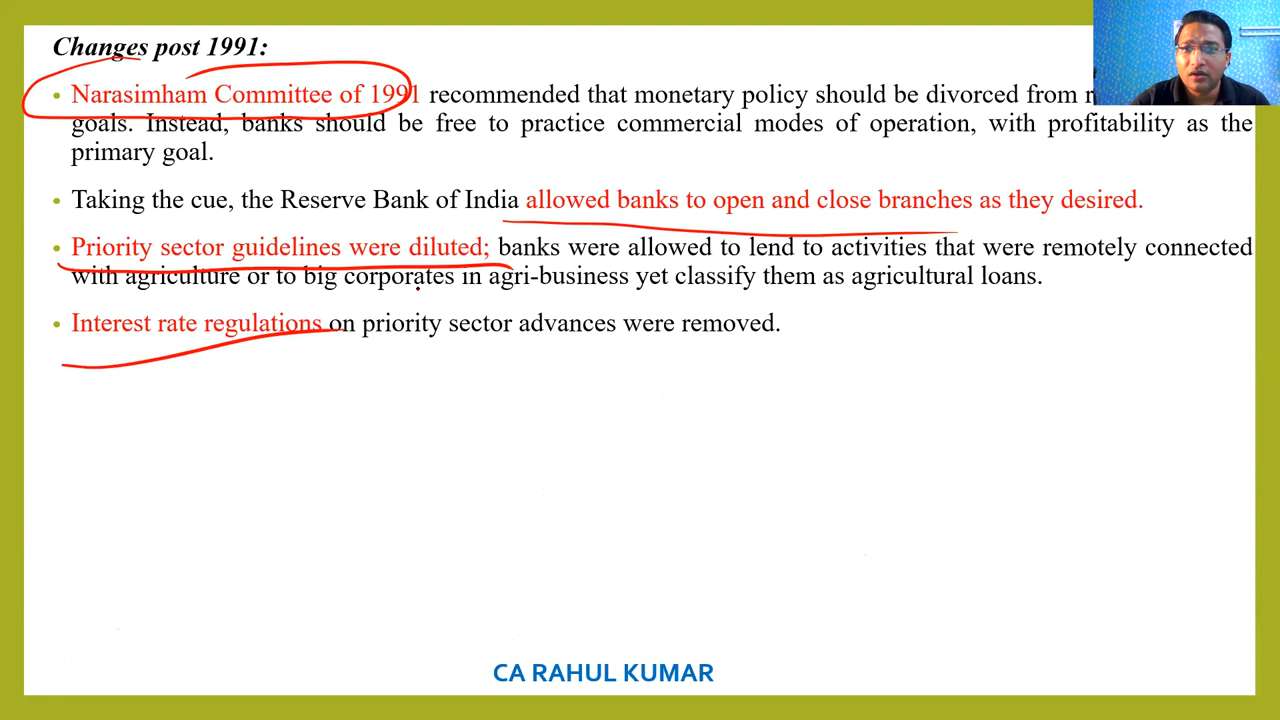 Changes post 1991:
• Narasimham Committee of 1991 recommended that monetary policy should be divorced from
goals. Instead, banks should be free to practice commercial modes of operation, with profitability as the
primary goal.
• Taking the cue, the Reserve Bank of India allowed banks to open and close branches as they desired.
• Priority sector guidelines were diluted; banks were allowed to lend to activities that were remotely connected
with agriculture or to big corporates in agri-business yet classify them as agricultural loans.
• Interest rate regulations on priority sector advances were removed.
CA RAHUL KUMAR